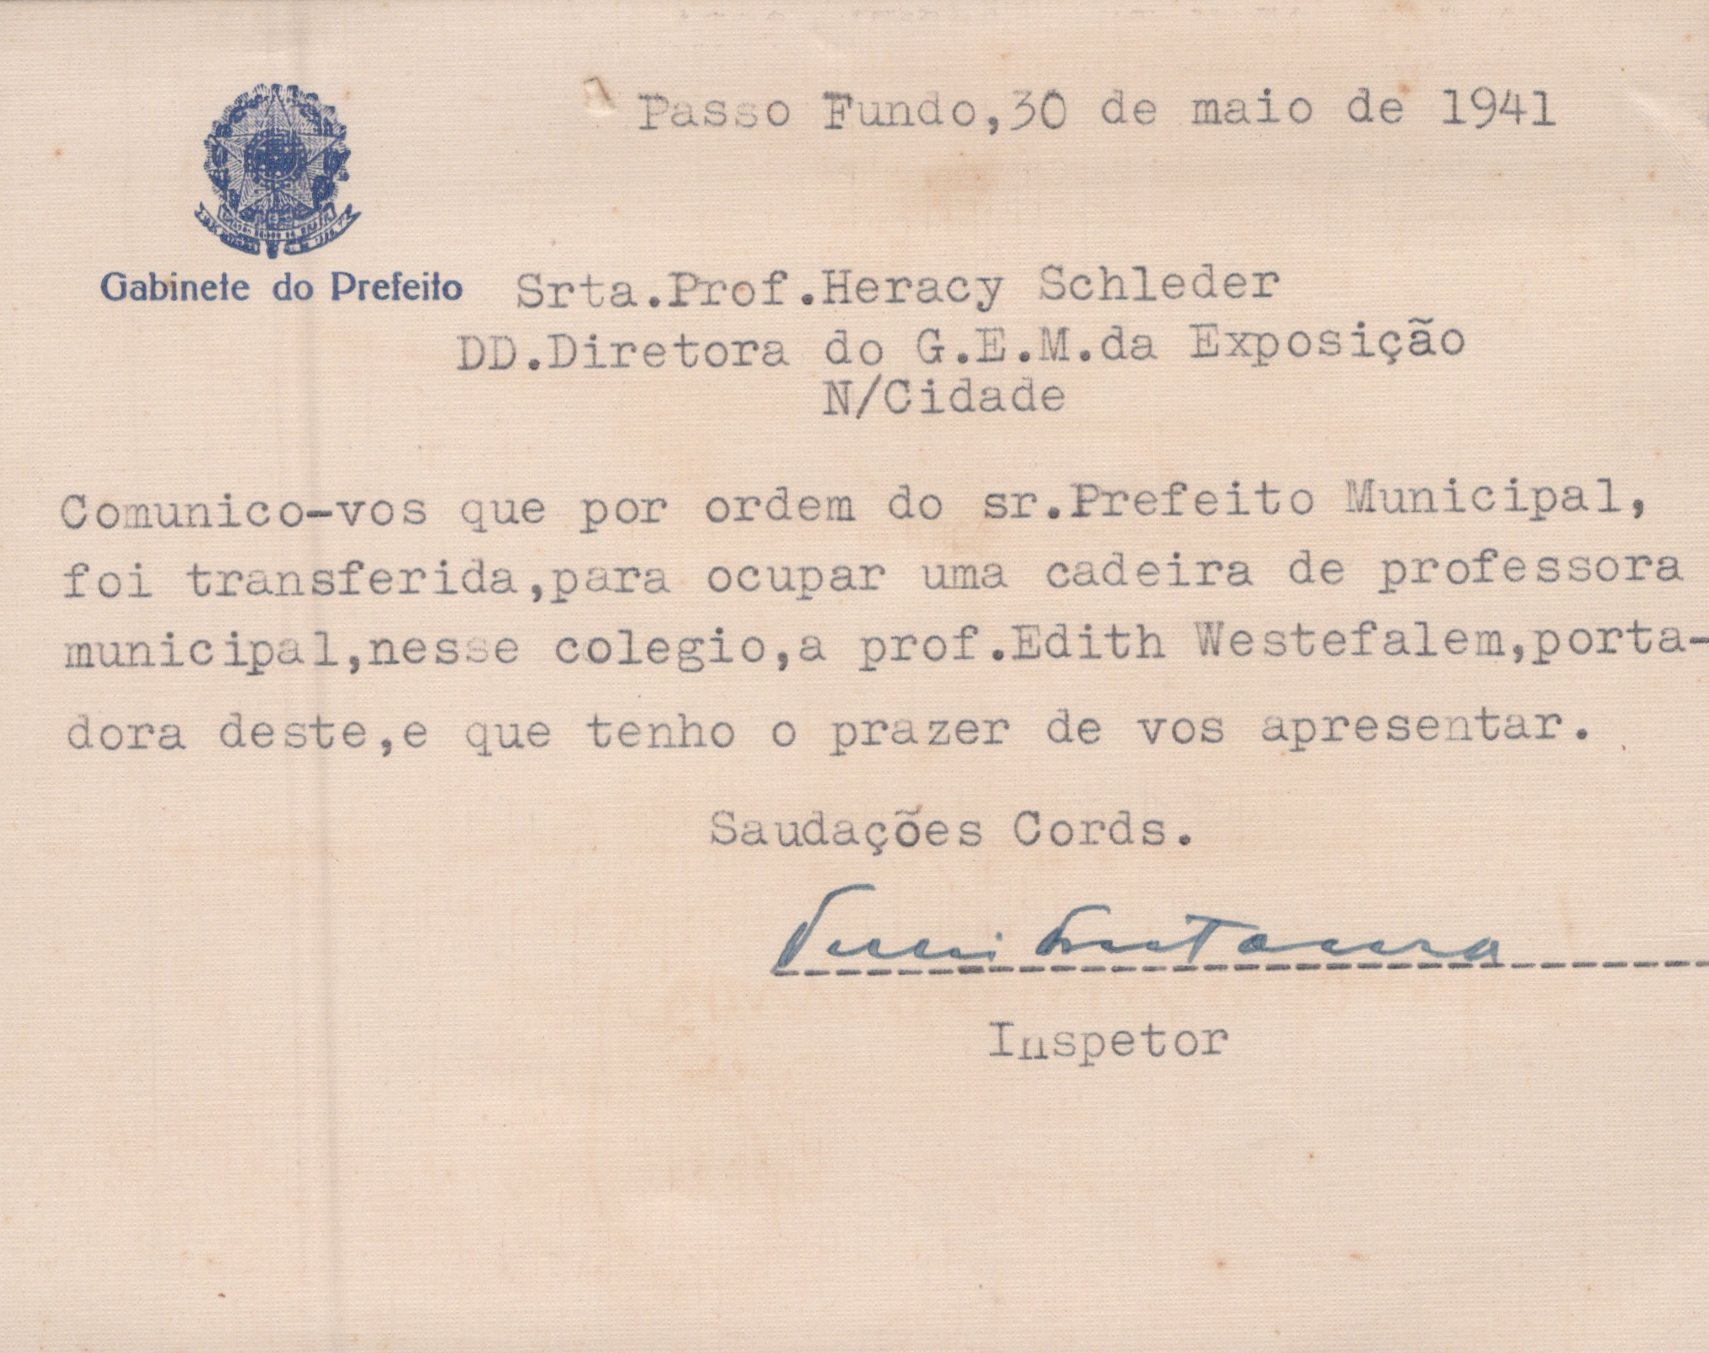 Passo Fundo,30 de maio de 1941
Gabinete do Prefeito
Srta.Prof.Heracy Schleder
DD.Diretora do G.E.M.da Exposição
N/Cidade
Comunico-vos que por ordem do sr.Prefeito Municipal,
foi transferida,para ocupar uma cadeira de professora
municipal,nesse colegio,a prof.Edith Westefalem,porta-
dora deste,e que tenho o prazer de vos apresentar.
Saudações Cords.
Inspetor